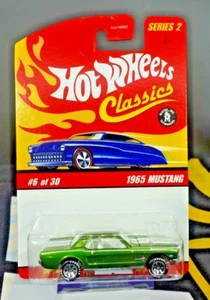 SERIES 2
Hot Wheels
Classics
#6 of 30
1965 MUSTANG